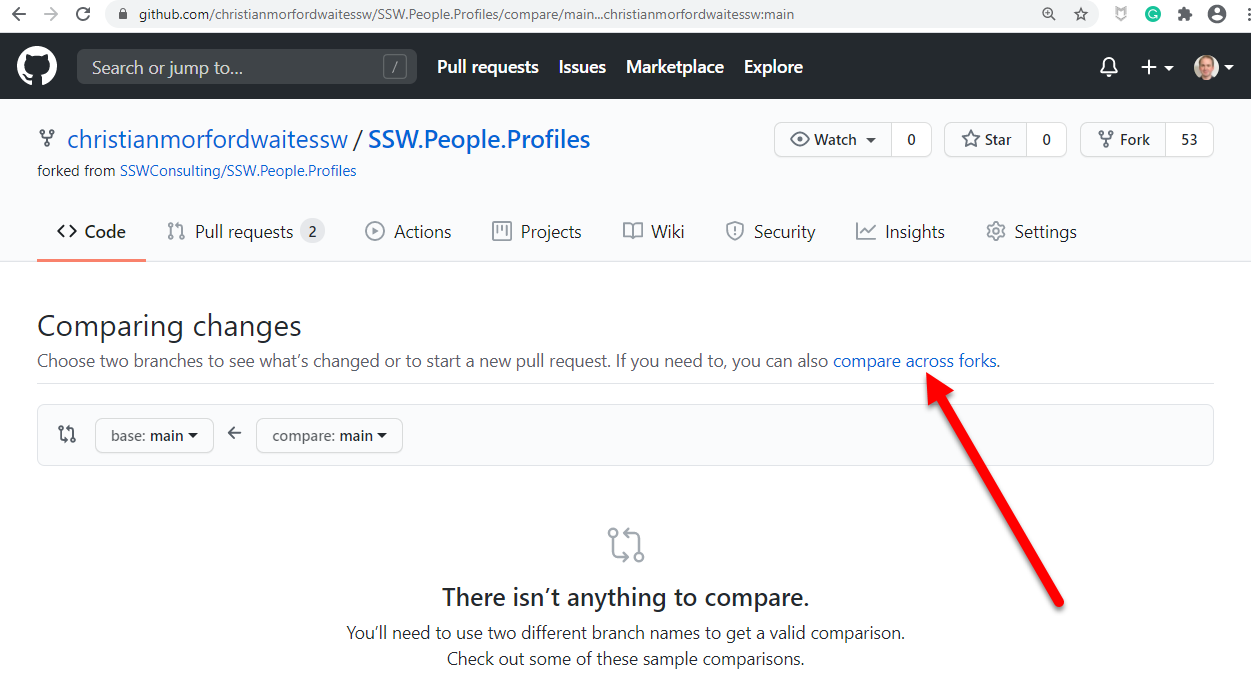 github.com/christianmorfordwaitessw/SSW.People.Profiles/compare/main...christianmorfordwaitessw:main
Search or jump to... /
Pull requests Issues Marketplace Explore
christianmorfordwaitessw / SSW.People.Profiles
Watch 0 Star 0 Fork 53
forked from SSWConsulting/SSW.People.Profiles
<> Code Pull requests 2 Actions Projects Wiki Security Insights Settings
Comparing changes
Choose two branches to see what’s changed or to start a new pull request. If you need to, you can also compare across forks.
base: main compare: main
There isn’t anything to compare.
You’ll need to use two different branch names to get a valid comparison.
Check out some of these sample comparisons.